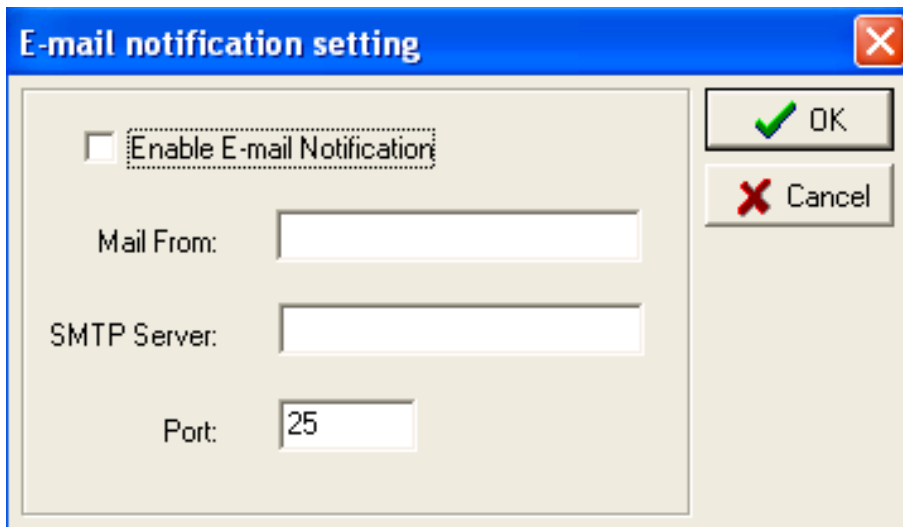 E-mail notification setting
Enable E-mail Notification
OK
Cancel
Mail From:
SMTP Server:
Port: 25